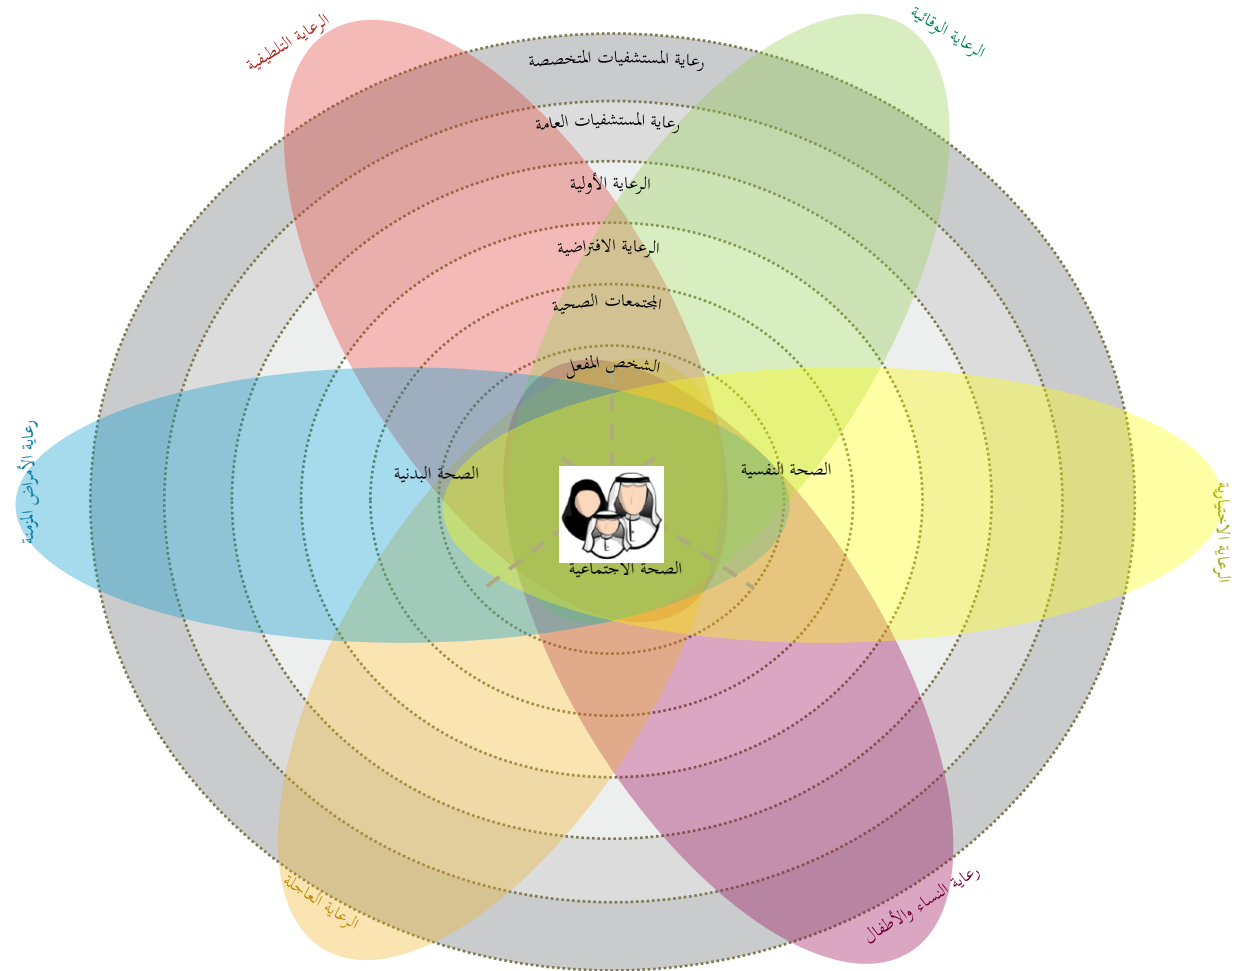 الرعاية الوقائية
الرعاية التلطيفية
رعاية المستشفيات المتخصصة
رعاية المستشفيات العامة
الرعاية الأولية
الرعاية الافتراضية
المجتمعات الصحية
الشخص المفعل
الصحة النفسية
الصحة البدنية
الصحة الاجتماعية
الرعاية الاختيارية
رعاية الأمراض المزمنة
رعاية النساء والأطفال
الرعاية العاجلة